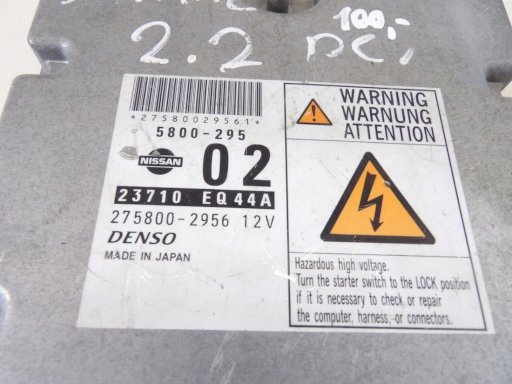 100,-
2.2 DCi
*27580029561*
5800-295
NISSAN
02
23710 EQ44A
275800-2956 12V
DENSO
MADE IN JAPAN
WARNING
WARNUNG
ATTENTION
Hazardous high voltage.
Turn the starter switch to the LOCK position
if it is necessary to check or repair
the computer, harness, or connectors.